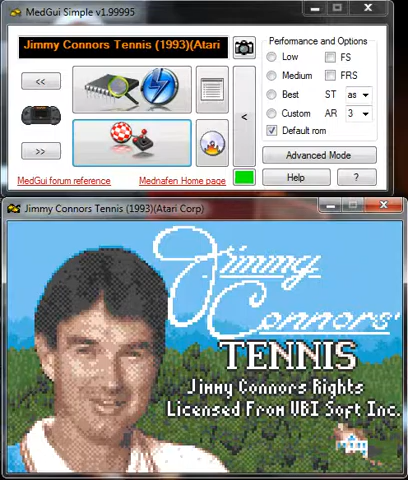 MedGui Simple v1.99995
Jimmy Connors Tennis (1993)(Atari
Performance and Options
Low
FS
Medium
FRS
Best
ST
as
Custom
AR
3
Default rom
<<
>>
<
Advanced Mode
Help
?
MedGui forum reference
Mednafen Home page
Jimmy Connors Tennis (1993)(Atari Corp)
Jimmy
Connors'
TENNIS
Jimmy Connors Rights
Licensed From UBI Soft Inc.